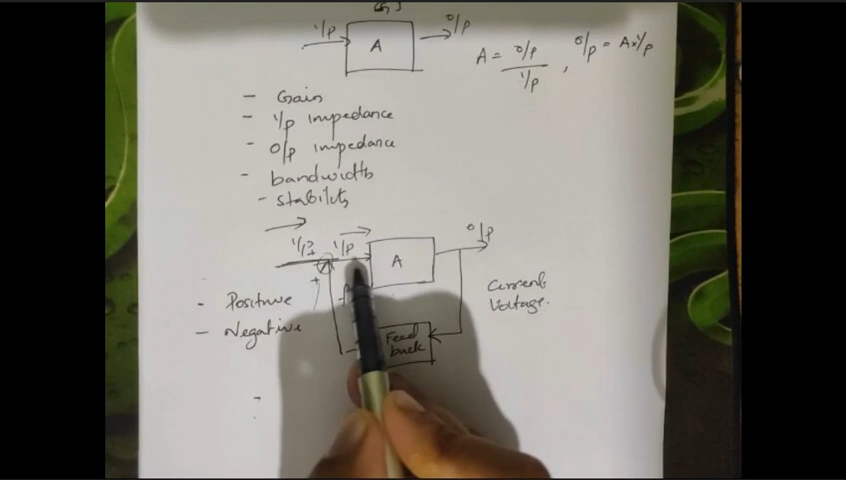 i/p
A
o/p
A = o/p / i/p , o/p = A x i/p
- Gain
- i/p impedance
- o/p impedance
- bandwidth
- stability
i/p
i/p
A
o/p
+
Current
Voltage.
- Positive
- Negative
Feed
back